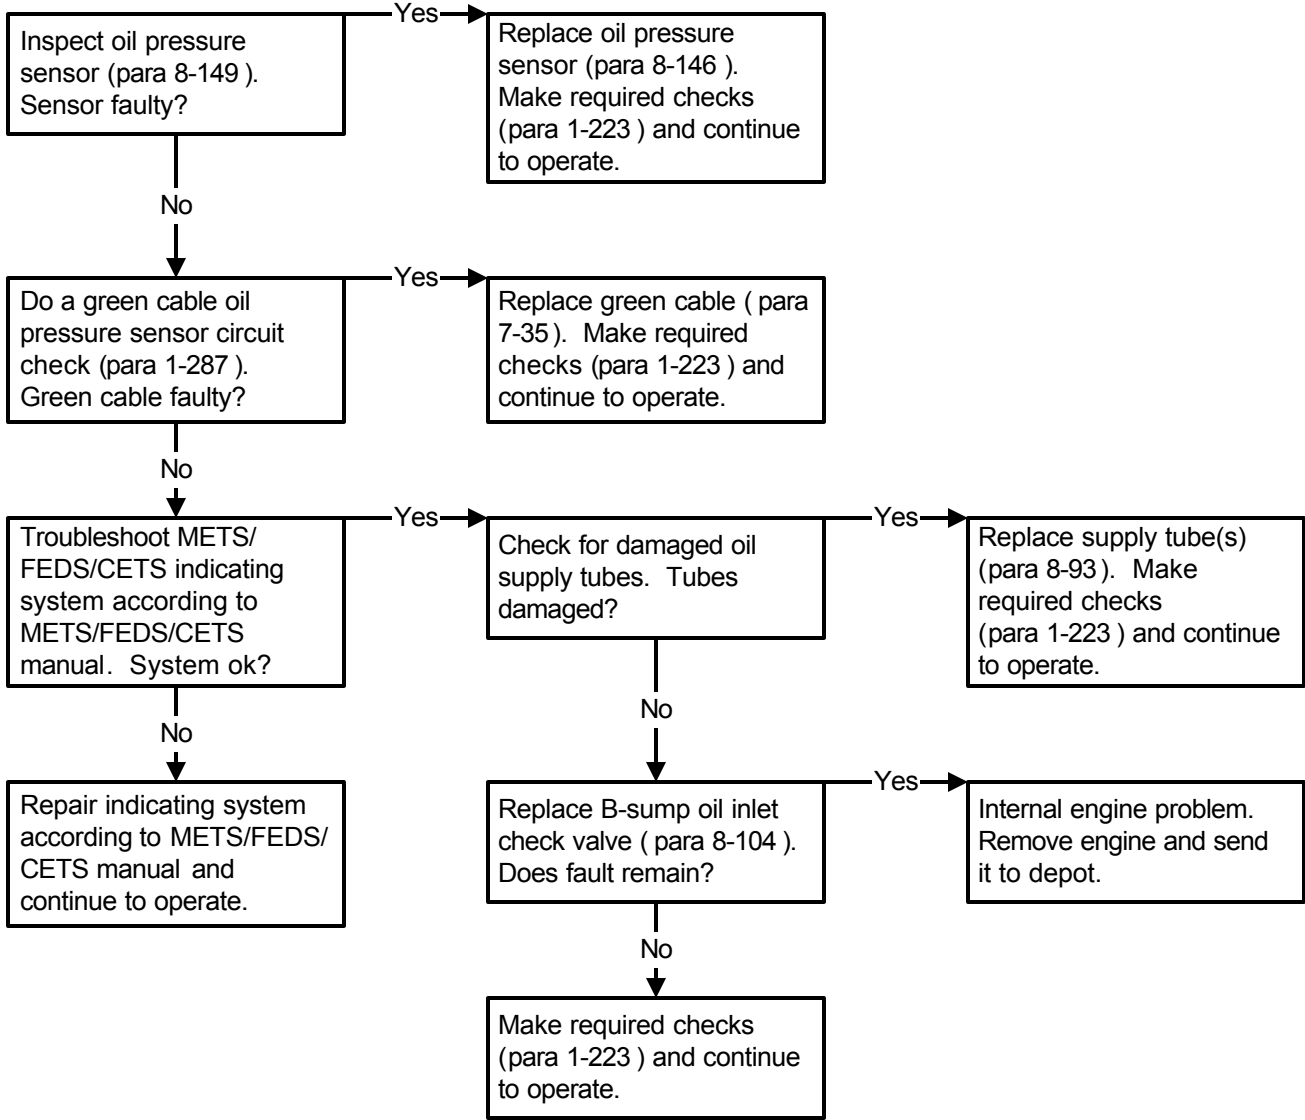 Inspect oil pressure
sensor (para 8-149 ).
Sensor faulty?
Yes
Replace oil pressure
sensor (para 8-146 ).
Make required checks
(para 1-223 ) and continue
to operate.
No
Do a green cable oil
pressure sensor circuit
check (para 1-287 ).
Green cable faulty?
Yes
Replace green cable ( para
7-35 ).  Make required
checks (para 1-223 ) and
continue to operate.
No
Troubleshoot METS/
FEDS/CETS indicating
system according to
METS/FEDS/CETS
manual.  System ok?
Yes
Check for damaged oil
supply tubes.  Tubes
damaged?
Yes
Replace supply tube(s)
(para 8-93 ).  Make
required checks
(para 1-223 ) and continue
to operate.
No
Repair indicating system
according to METS/FEDS/
CETS manual and
continue to operate.
No
Replace B-sump oil inlet
check valve ( para 8-104 ).
Does fault remain?
Yes
Internal engine problem.
Remove engine and send
it to depot.
No
Make required checks
(para 1-223 ) and continue
to operate.